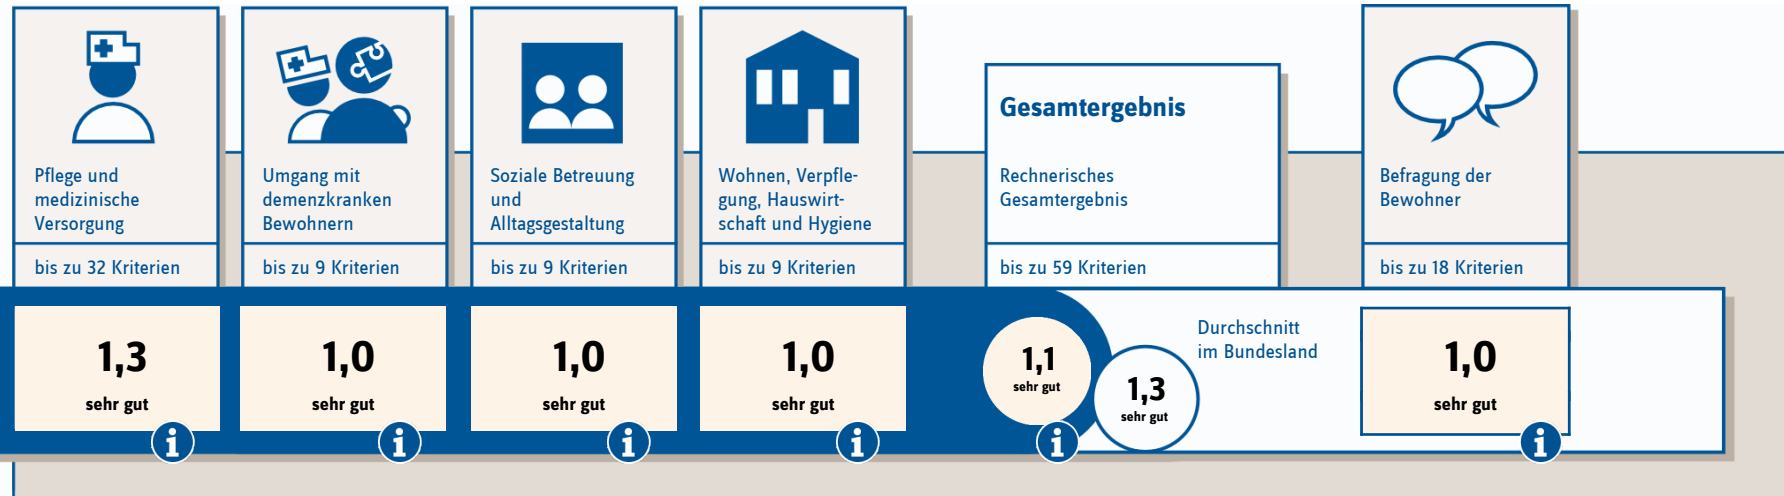 Pflege und
medizinische
Versorgung
bis zu 32 Kriterien
1,3
sehr gut
i
Umgang mit
demenzkranken
Bewohnern
bis zu 9 Kriterien
1,0
sehr gut
i
Soziale Betreuung
und
Alltagsgestaltung
bis zu 9 Kriterien
1,0
sehr gut
i
Wohnen, Verpfle-
gung, Hauswirt-
schaft und Hygiene
bis zu 9 Kriterien
1,0
sehr gut
i
Gesamtergebnis
Rechnerisches
Gesamtergebnis
bis zu 59 Kriterien
1,1
sehr gut
i
1,3
sehr gut
Durchschnitt
im Bundesland
Befragung der
Bewohner
bis zu 18 Kriterien
1,0
sehr gut
i